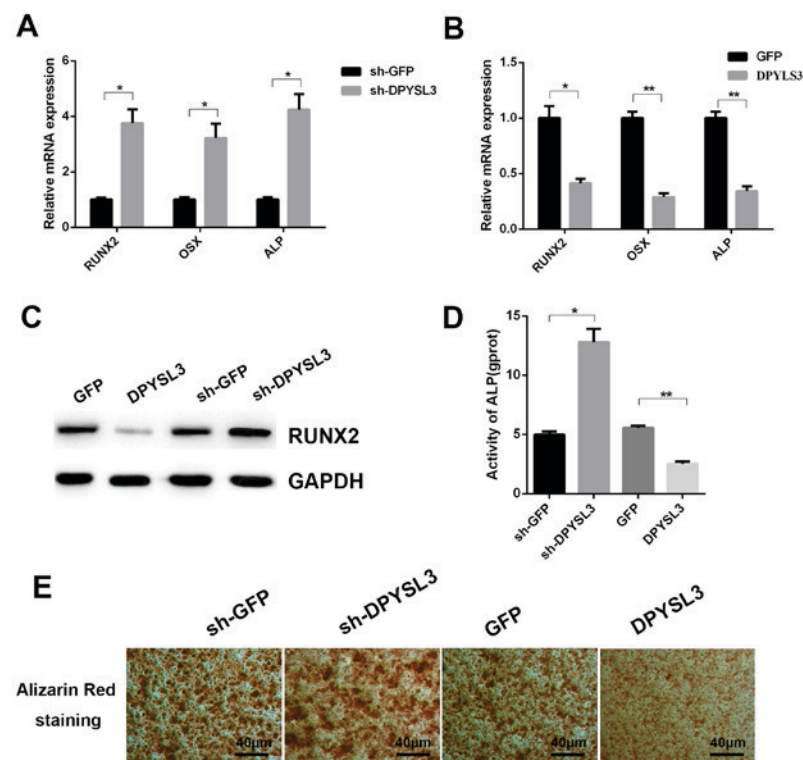 A
Relative mRNA expression
6
4
2
0
RUNX2
OSX
ALP
*
*
*
sh-GFP
sh-DPYSL3
B
Relative mRNA expression
1.5
1.0
0.5
0.0
RUNX2
OSX
ALP
*
**
**
GFP
DPYLS3
C
GFP
DPYSL3
sh-GFP
sh-DPYSL3
RUNX2
GAPDH
D
Activity of ALP(gprot)
15
10
5
0
*
**
sh-GFP
sh-DPYSL3
GFP
DPYSL3
E
sh-GFP
sh-DPYSL3
GFP
DPYSL3
Alizarin Red
staining
40μm
40μm
40μm
40μm